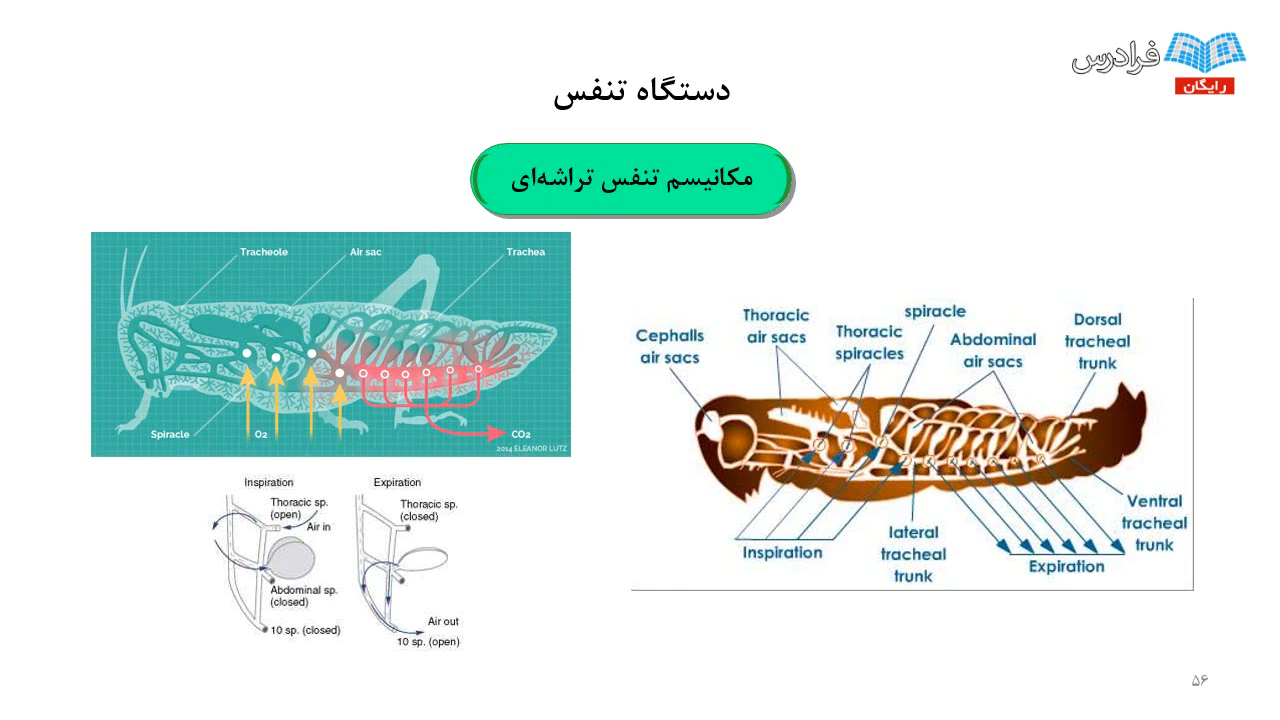 فرادرس
رایگان
دستگاه تنفس
مکانیسم تنفس تراشه‌ای
Tracheole
Air sac
Trachea
Spiracle
O2
CO2
2014 ELEANOR LUTZ
Cephalls
air sacs
Thoracic
air sacs
Thoracic
spiracles
spiracle
Abdominal
air sacs
Dorsal
tracheal
trunk
Inspiration
lateral
tracheal
trunk
Expiration
Ventral
tracheal
trunk
Inspiration
Thoracic sp.
(open)
Air in
Abdominal sp.
(closed)
10 sp. (closed)
Expiration
Thoracic sp.
(closed)
Air out
10 sp. (open)
۵۶